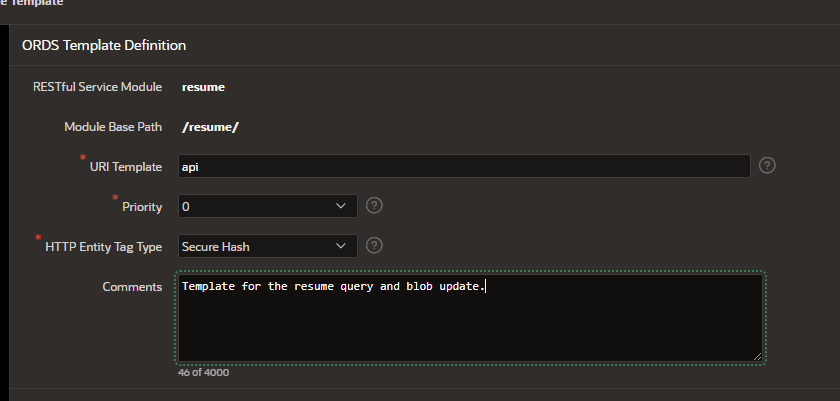 e Template
ORDS Template Definition
RESTful Service Module resume
Module Base Path /resume/
* URI Template api ?
* Priority 0 ?
* HTTP Entity Tag Type Secure Hash ?
Comments Template for the resume query and blob update.
46 of 4000